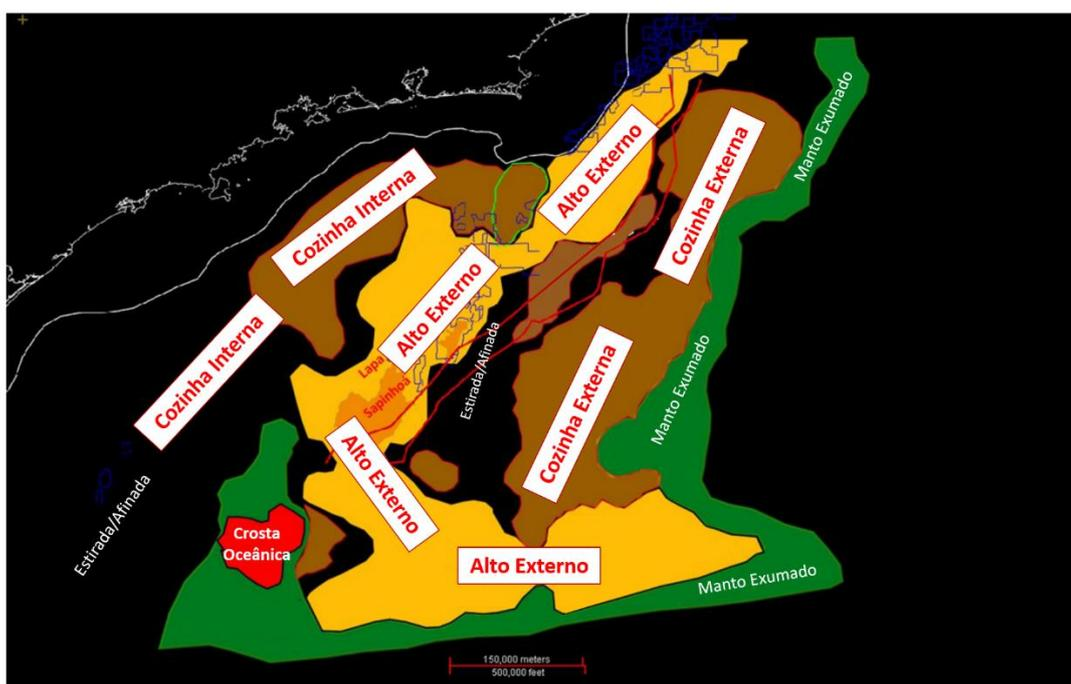 Manto Exumado
Alto Externo
Cozinha Externa
Cozinha Interna
Alto Externo
Cozinha Interna
Lapa
Sapinhoá
Estirada/Afinada
Cozinha Externa
Manto Exumado
Alto Externo
Estirada/Afinada
Crosta
Oceânica
Alto Externo
Manto Exumado
150,000 meters
500,000 feet